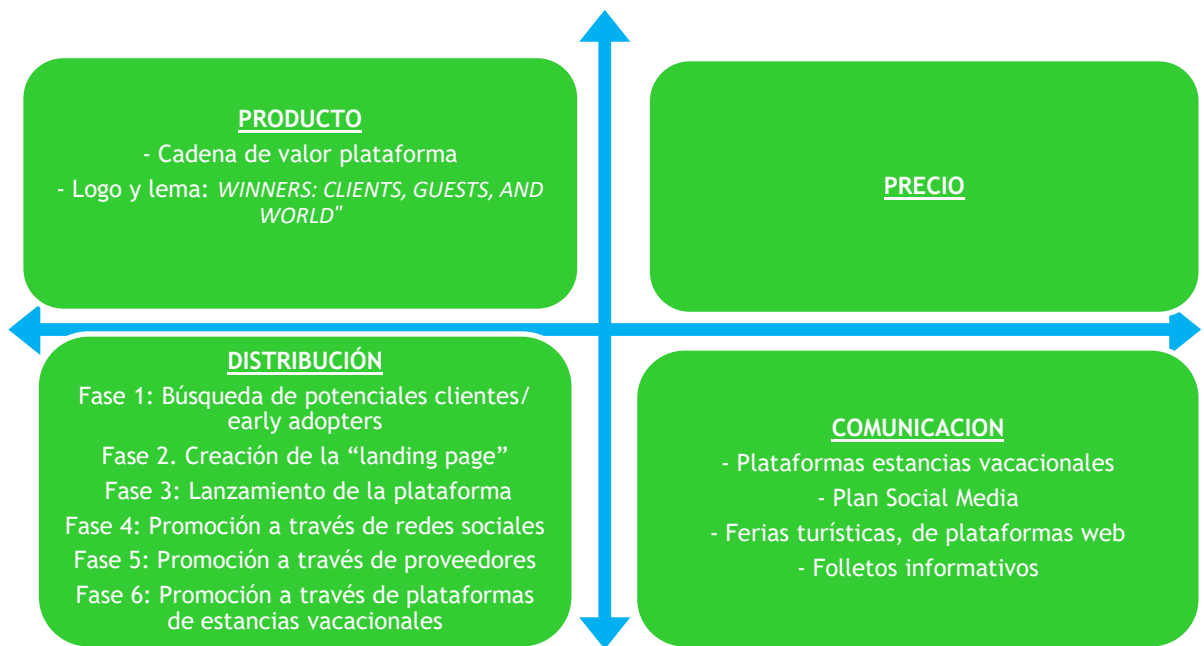 PRODUCTO
- Cadena de valor plataforma
- Logo y lema: WINNERS: CLIENTS, GUESTS, AND
WORLD"
PRECIO
DISTRIBUCIÓN
Fase 1: Búsqueda de potenciales clientes/
early adopters
Fase 2. Creación de la “landing page”
Fase 3: Lanzamiento de la plataforma
Fase 4: Promoción a través de redes sociales
Fase 5: Promoción a través de proveedores
Fase 6: Promoción a través de plataformas
de estancias vacacionales
COMUNICACION
- Plataformas estancias vacacionales
- Plan Social Media
- Ferias turísticas, de plataformas web
- Folletos informativos